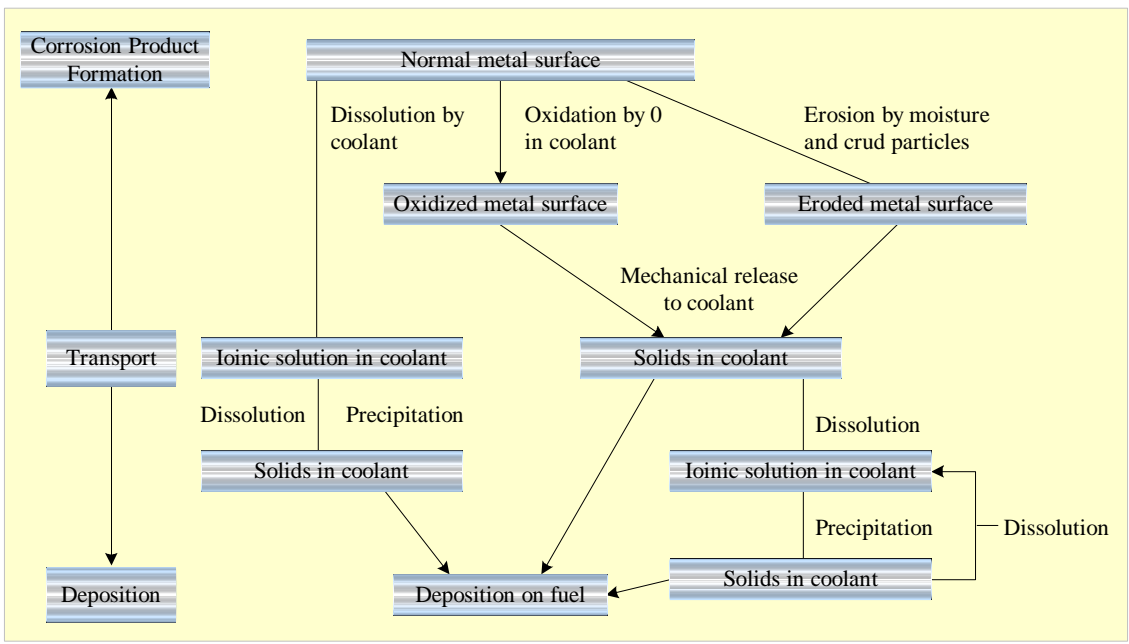 Corrosion Product
Formation
Normal metal surface
Dissolution by
coolant
Oxidation by 0
in coolant
Erosion by moisture
and crud particles
Oxidized metal surface
Eroded metal surface
Mechanical release
to coolant
Transport
Ioinic solution in coolant
Solids in coolant
Dissolution
Precipitation
Dissolution
Solids in coolant
Ioinic solution in coolant
Precipitation
Dissolution
Deposition
Deposition on fuel
Solids in coolant